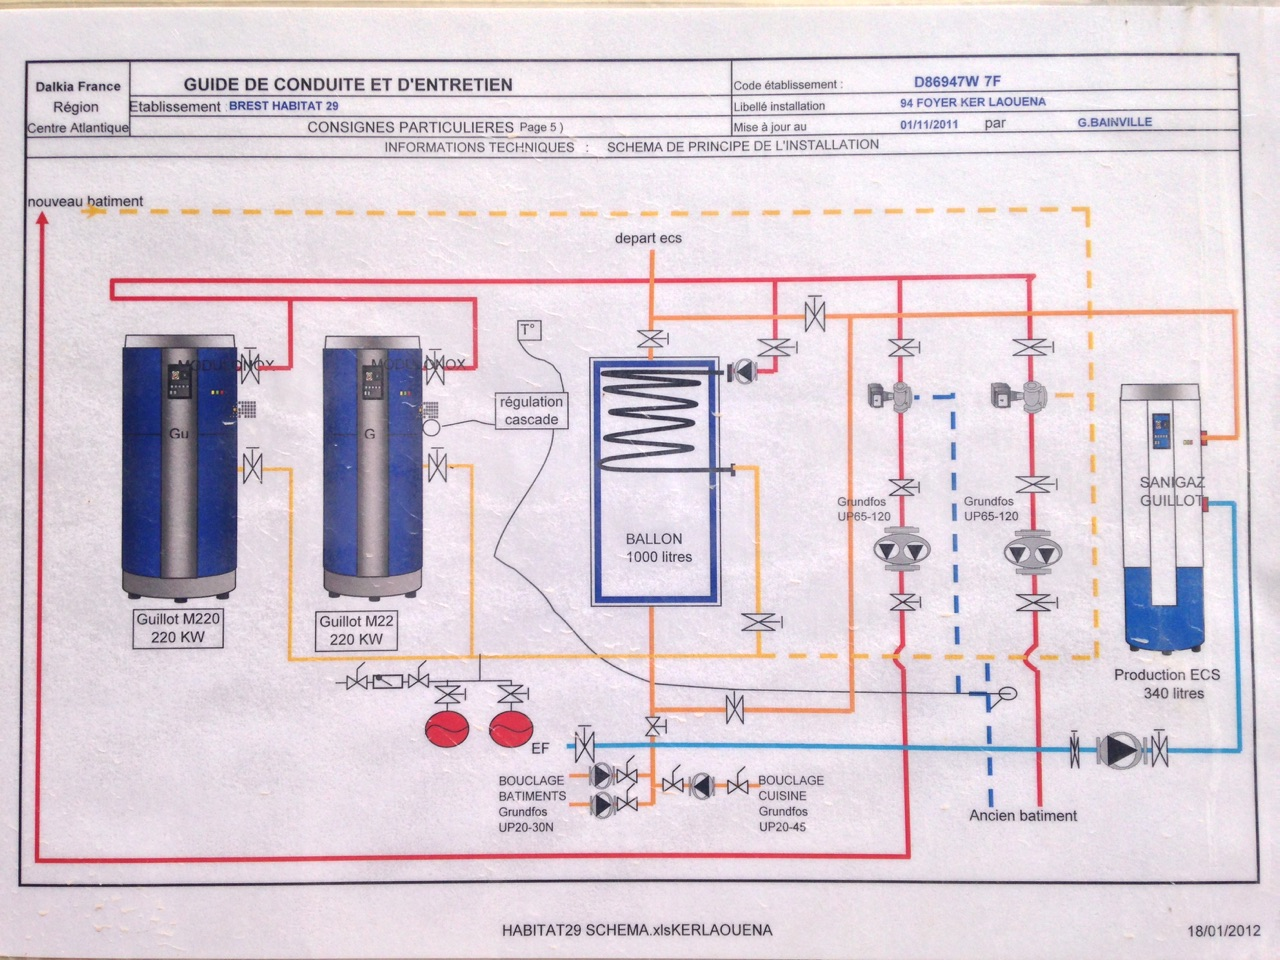 Dalkia France
Région
Centre Atlantique
GUIDE DE CONDUITE ET D'ENTRETIEN
Etablissement BREST HABITAT 29
CONSIGNES PARTICULIERES Page 5 )
Code établissement : D86947W 7F
Libellé installation 94 FOYER KER LAOUENA
Mise à jour au 01/11/2011 par G.BAINVILLE
INFORMATIONS TECHNIQUES : SCHEMA DE PRINCIPE DE L'INSTALLATION
nouveau batiment
depart ecs
T°
MODULONOX
MODULONOX
régulation
cascade
Gu
G
SANIGAZ
GUILLOT
Grundfos
UP65-120
Grundfos
UP65-120
BALLON
1000 litres
Guillot M220
220 KW
Guillot M22
220 KW
Production ECS
340 litres
EF
BOUCLAGE
BATIMENTS
Grundfos
UP20-30N
BOUCLAGE
CUISINE
Grundfos
UP20-45
Ancien batiment
HABITAT29 SCHEMA.xlsKERLAOUENA
18/01/2012